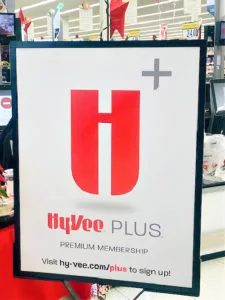 HyVee PLUS
PREMIUM MEMBERSHIP
Visit hy-vee.com/plus to sign up!